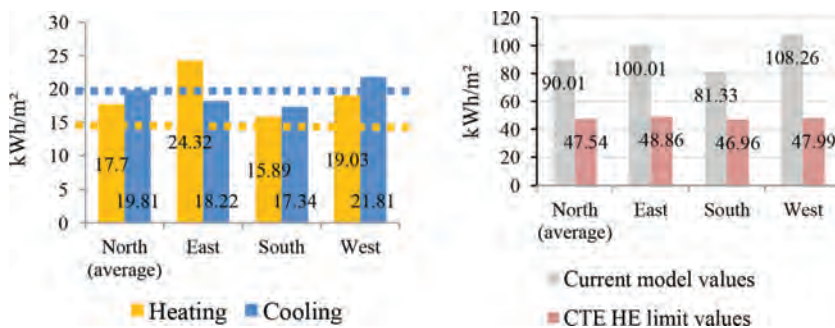 kWh/m²
30
25
20
15
10
5
0
17.7
19.81
24.32
18.22
15.89
17.34
19.03
21.81
North
(average)
East
South
West
Heating
Cooling
kWh/m²
120
100
80
60
40
20
0
90.01
47.54
100.01
48.86
81.33
46.96
108.26
47.99
North
(average)
East
South
West
Current model values
CTE HE limit values